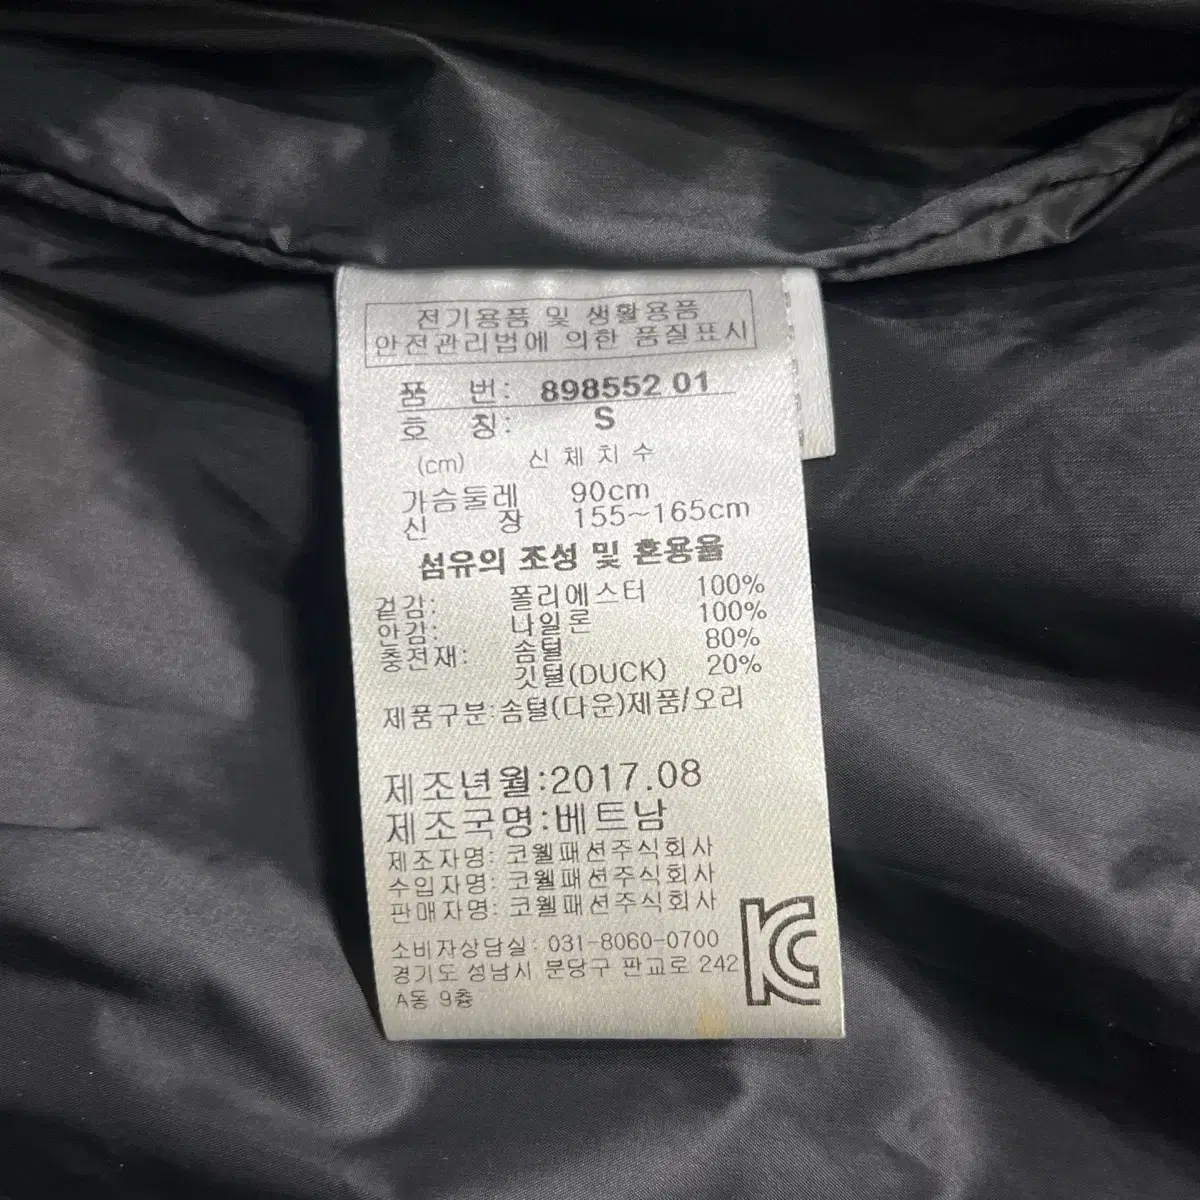 전기용품 및 생활용품
안전관리법에 의한 품질표시
품 번: 898552 01
호 칭: S
(cm) 신 체 치 수
가슴둘레 90cm
신 장 155~165cm
섬유의 조성 및 혼용율
겉감: 폴리에스터 100%
안감: 나일론 100%
충전재: 솜털 80%
깃털(DUCK) 20%
제품구분:솜털(다운)제품/오리
제조년월:2017.08
제조국명:베트남
제조자명: 코웰패션주식회사
수입자명: 코웰패션주식회사
판매자명: 코웰패션주식회사
소비자상담실: 031-8060-0700
경기도 성남시 분당구 판교로 242
A동 9층
KC